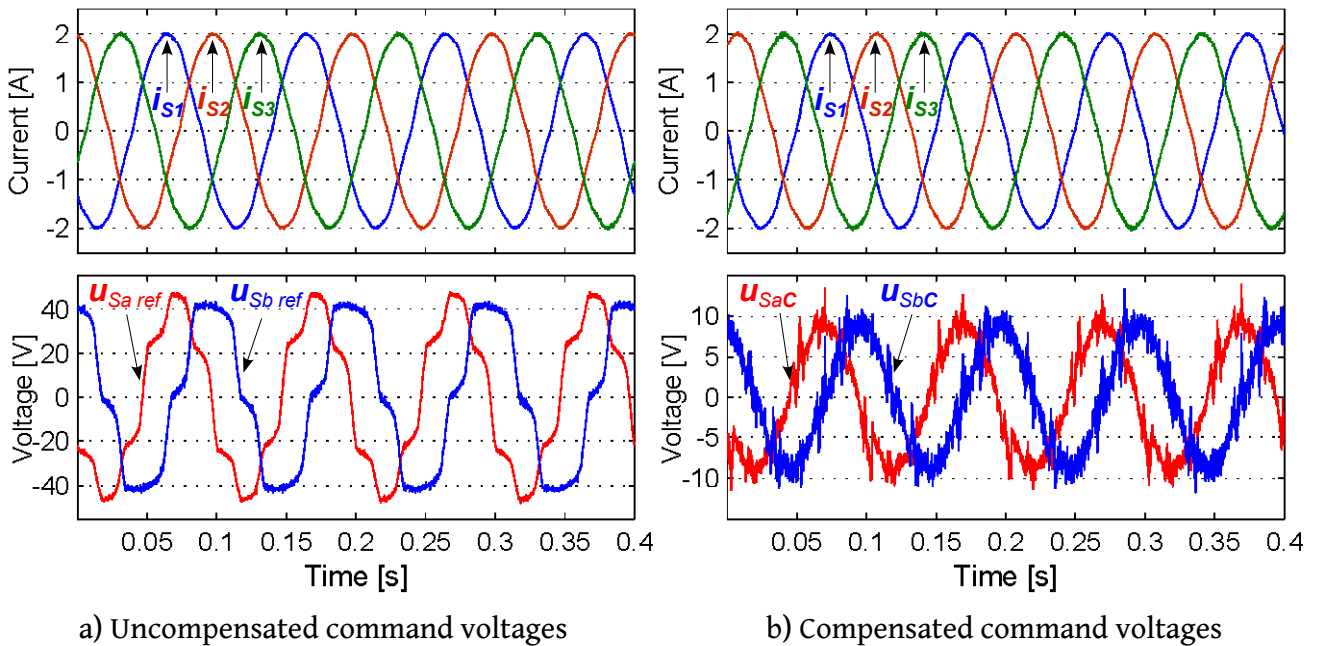 Current [A]
2
1
0
-1
-2
iS1
iS2
iS3
Current [A]
2
1
0
-1
-2
iS1
iS2
iS3
Voltage [V]
40
20
0
-20
-40
uSa ref
uSb ref
0.05 0.1 0.15 0.2 0.25 0.3 0.35 0.4
Time [s]
Voltage [V]
10
5
0
-5
-10
uSaC
uSbC
0.05 0.1 0.15 0.2 0.25 0.3 0.35 0.4
Time [s]
a) Uncompensated command voltages
b) Compensated command voltages